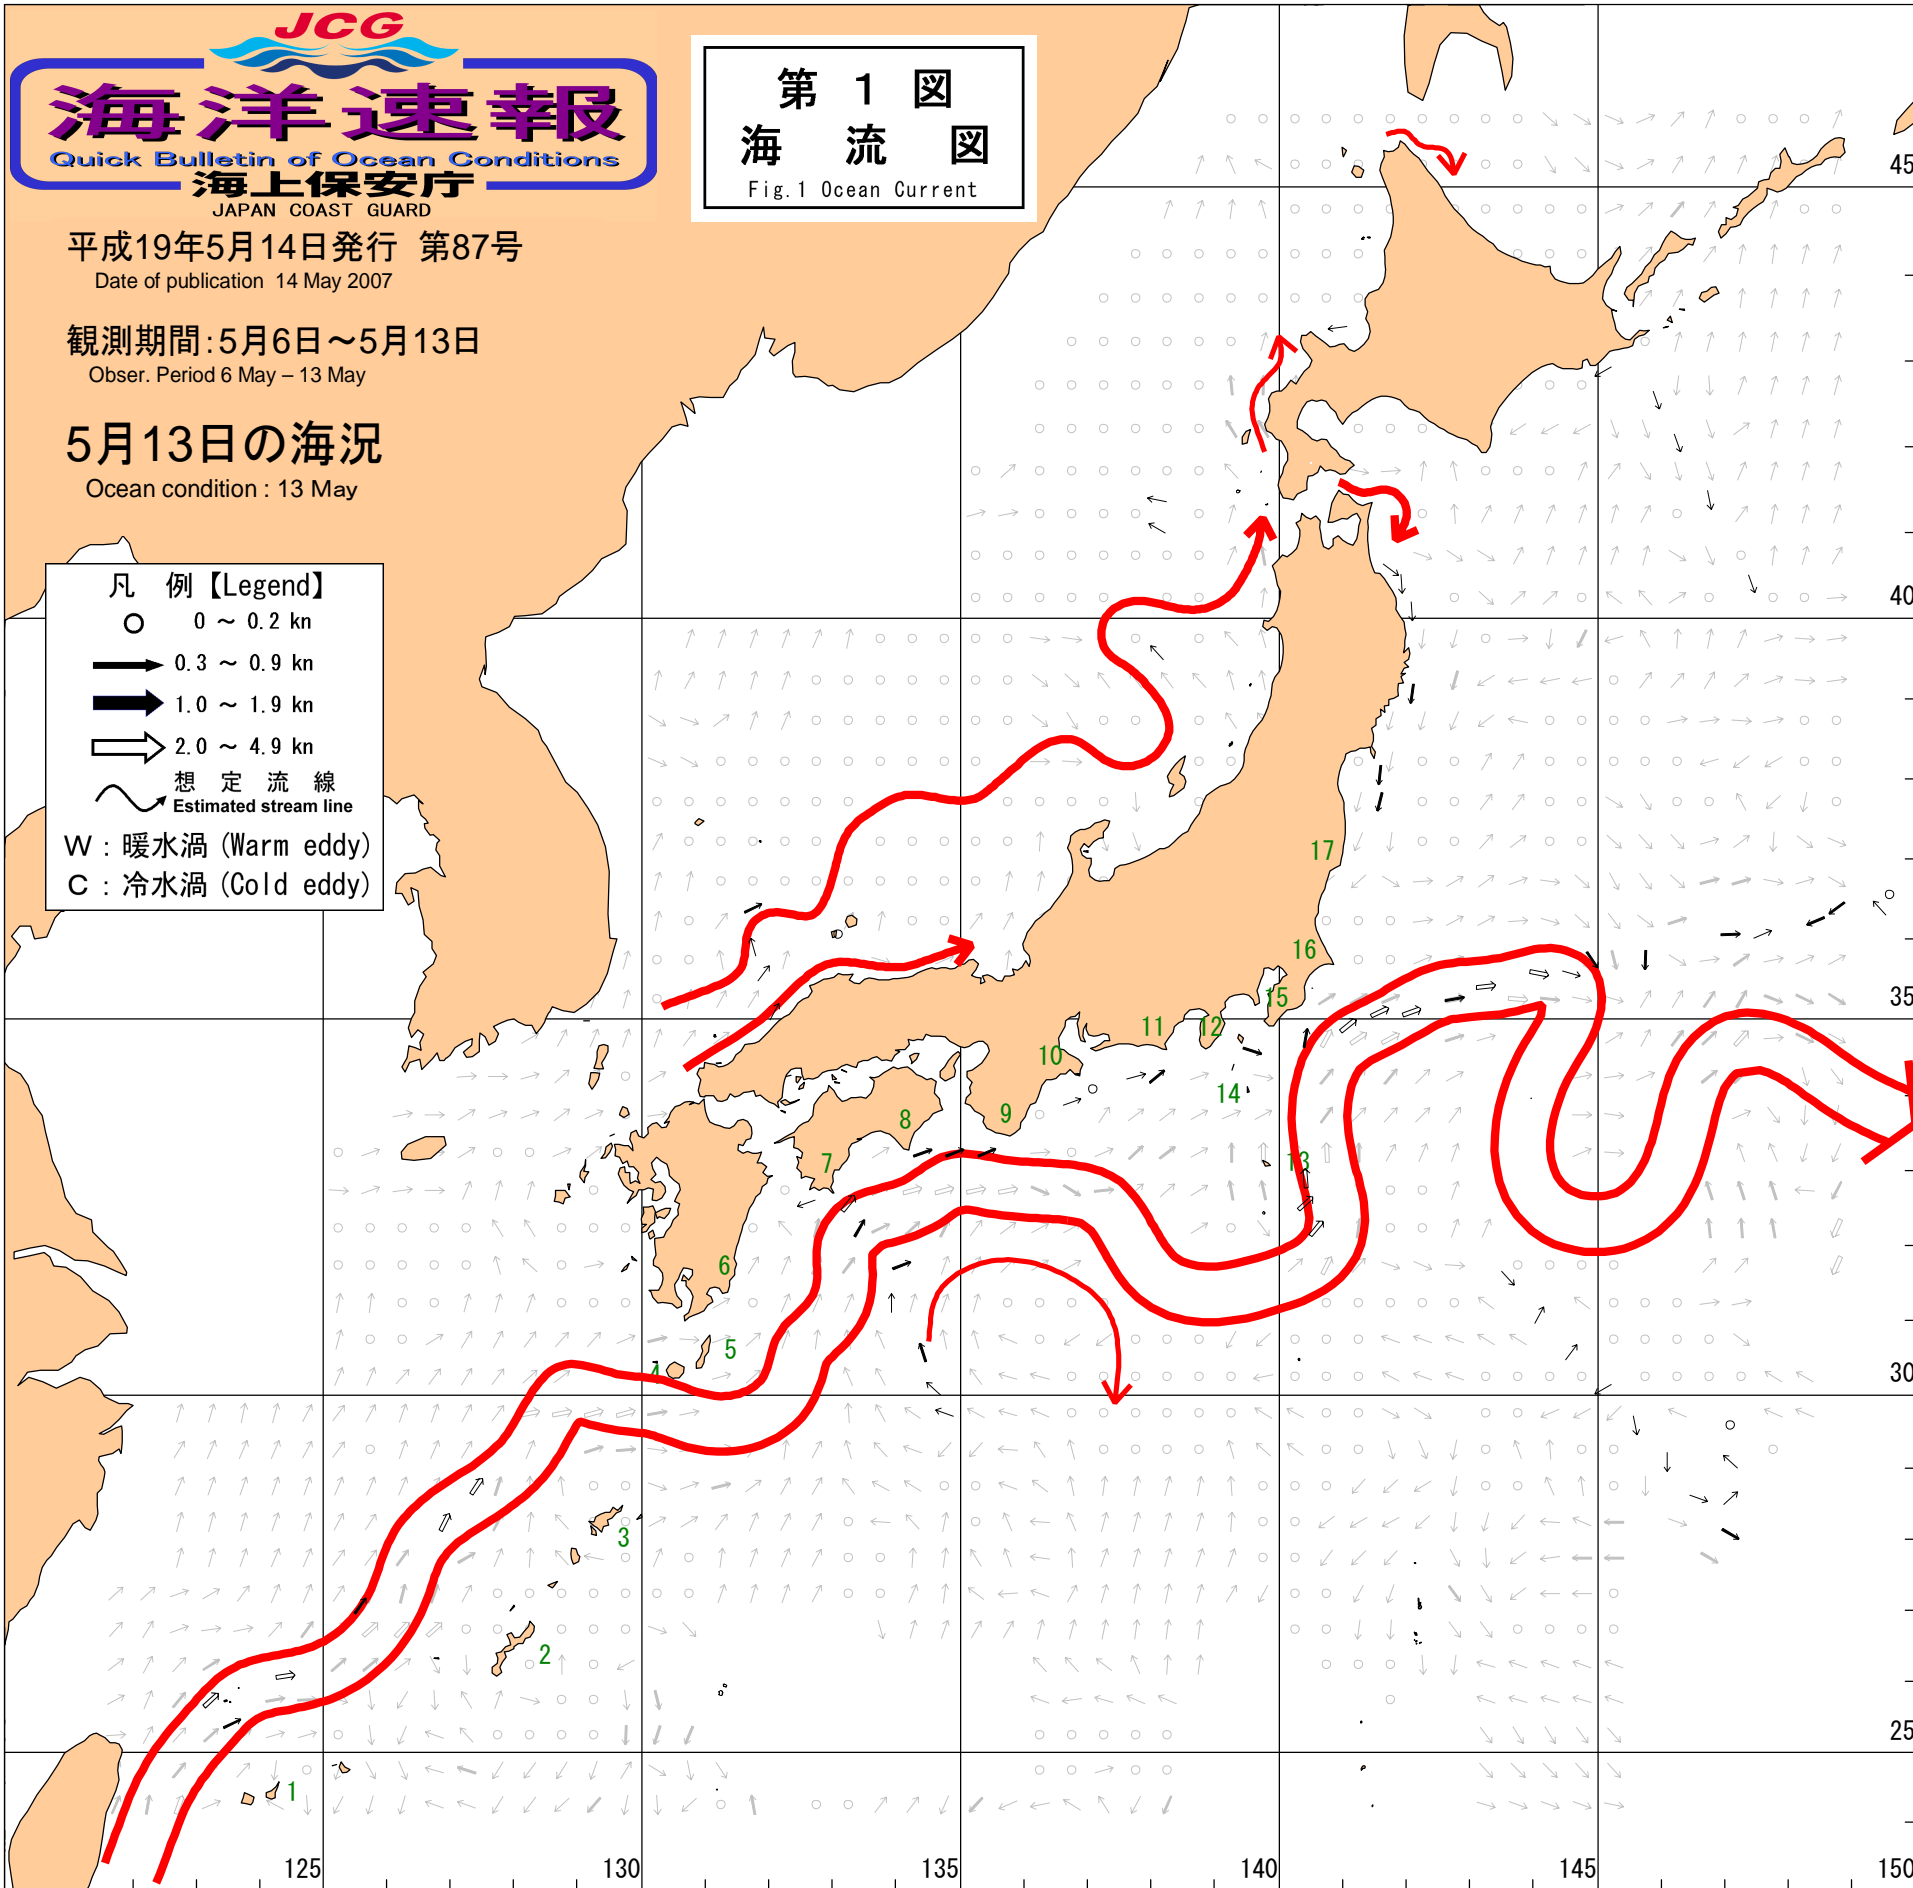 JCG
海洋速報
Quick Bulletin of Ocean Conditions
海上保安庁
JAPAN COAST GUARD
平成19年5月14日発行 第87号
Date of publication 14 May 2007
観測期間:5月6日～5月13日
Obser. Period 6 May – 13 May
5月13日の海況
Ocean condition : 13 May
第 1 図
海 流 図
Fig.1 Ocean Current
凡 例【Legend】
0 ～ 0.2 kn
0.3 ～ 0.9 kn
1.0 ～ 1.9 kn
2.0 ～ 4.9 kn
想 定 流 線
Estimated stream line
W : 暖水渦 (Warm eddy)
C : 冷水渦 (Cold eddy)
45
40
35
30
25
17
16
15
12
11
10
14
9
8
7
13
6
5
4
3
2
1
125
130
135
140
145
150